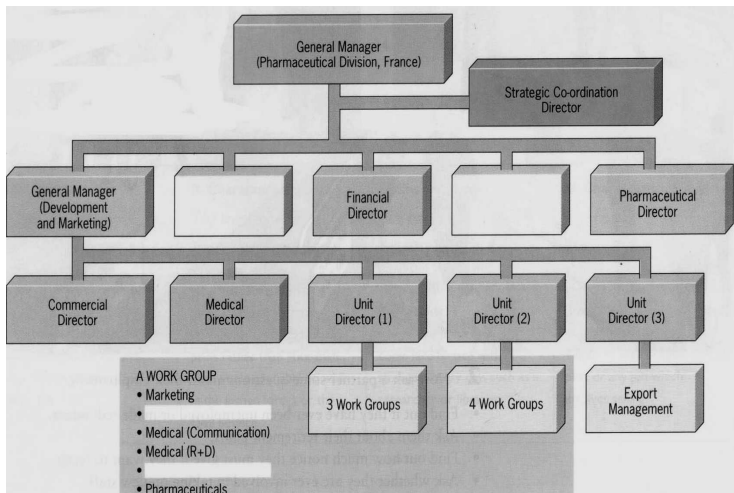 General Manager
(Pharmaceutical Division, France)
Strategic Co-ordination
Director
General Manager
(Development
and Marketing)
Financial
Director
Pharmaceutical
Director
Commercial
Director
Medical
Director
Unit
Director (1)
Unit
Director (2)
Unit
Director (3)
3 Work Groups
4 Work Groups
Export
Management
A WORK GROUP
• Marketing
•
• Medical (Communication)
• Medical (R+D)
•
• Pharmaceuticals